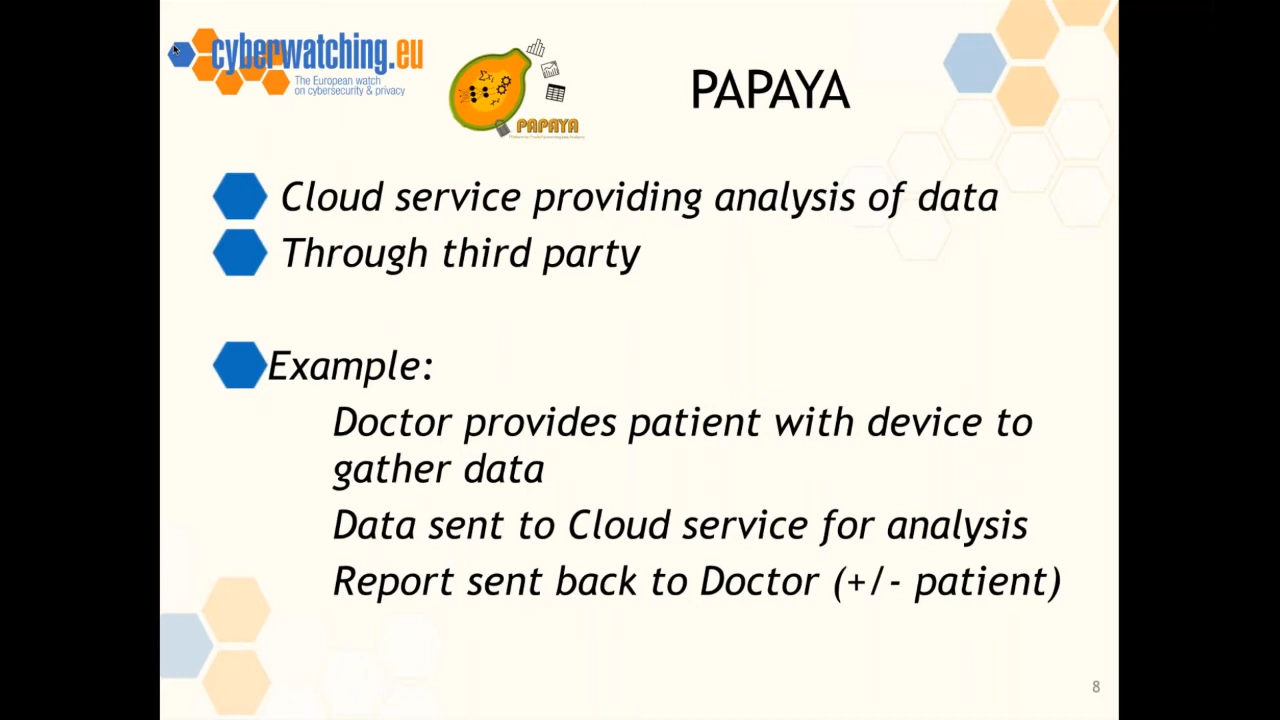 cyberwatching.eu
The European watch
on cybersecurity & privacy
PAPAYA
PAPAYA
Cloud service providing analysis of data
Through third party
Example:
Doctor provides patient with device to
gather data
Data sent to Cloud service for analysis
Report sent back to Doctor (+/- patient)
8